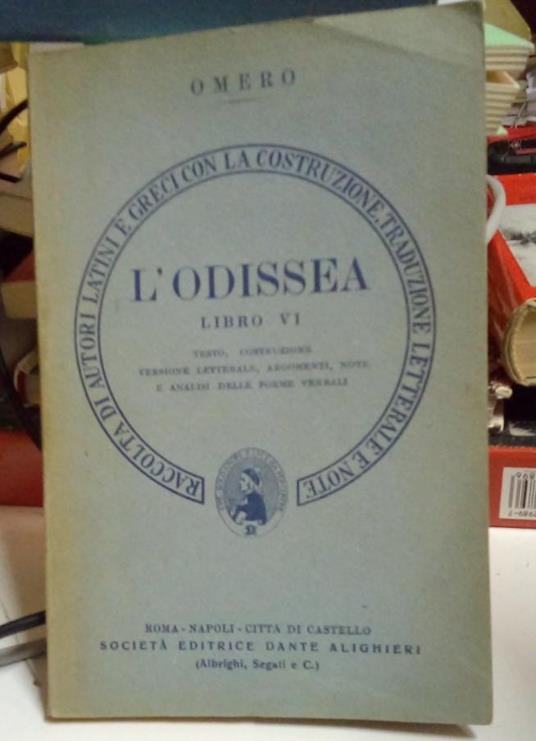 OMERO
RACCOLTA DI AUTORI LATINI E GRECI CON LA COSTRUZIONE, TRADUZIONE LETTERALE E NOTE
L'ODISSEA
LIBRO VI
TESTO, COSTRUZIONE
VERSIONE LETTERALE, ARGOMENTI, NOTE
E ANALISI DELLE FORME VERBALI
ROMA - NAPOLI - CITTÀ DI CASTELLO
SOCIETÀ EDITRICE DANTE ALIGHIERI
(Albrighi, Segati e C.)